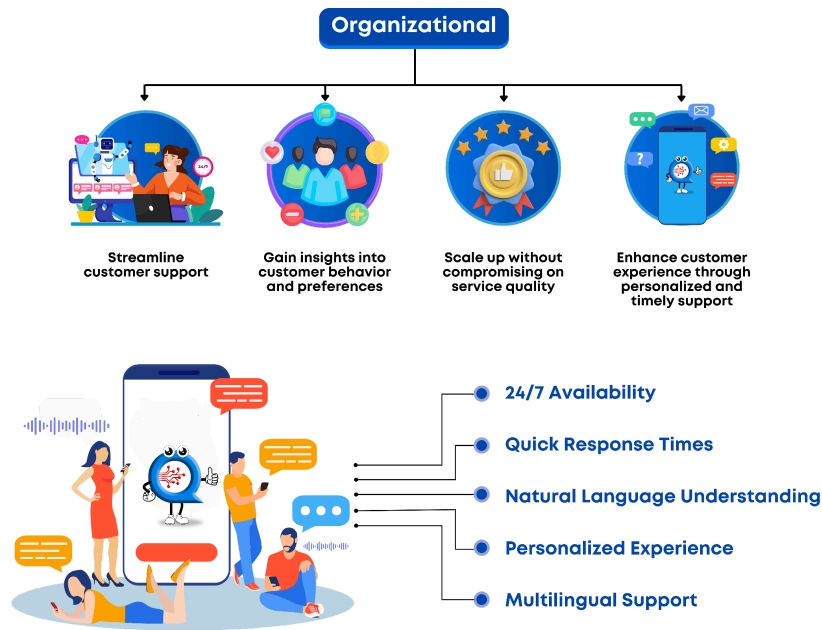 Organizational
24/7
?
Streamline
customer support
Gain insights into
customer behavior
and preferences
Scale up without
compromising on
service quality
Enhance customer
experience through
personalized and
timely support
24/7 Availability
Quick Response Times
Natural Language Understanding
Personalized Experience
Multilingual Support